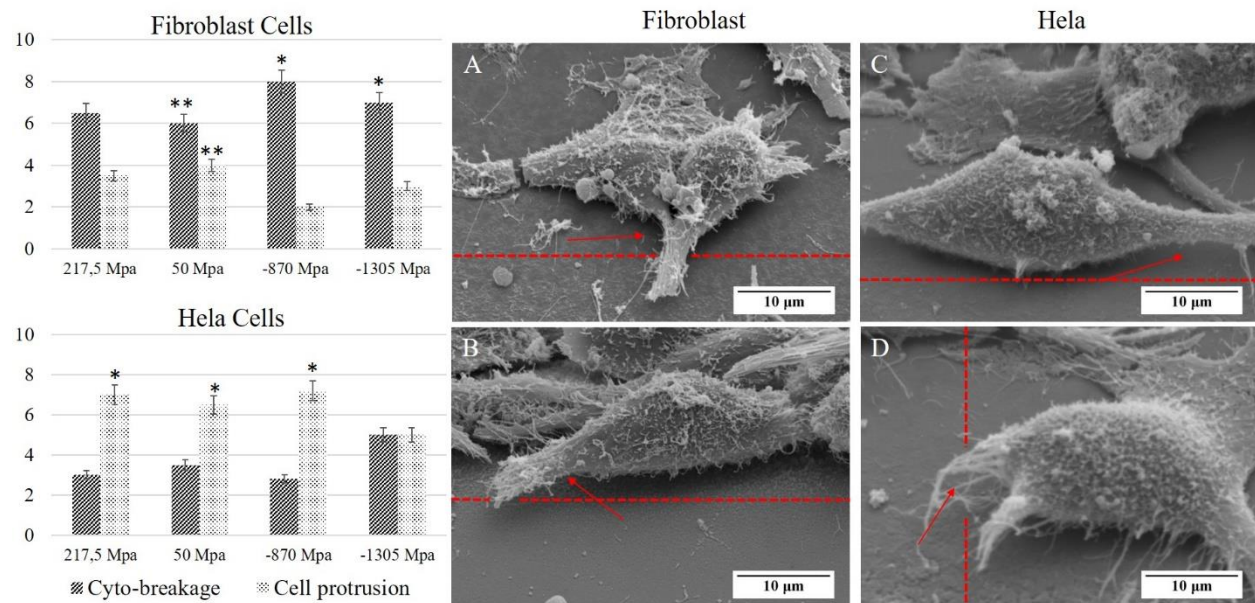 Fibroblast Cells
10
8
6
4
2
0
*
**
**
*
217,5 Mpa 50 Mpa -870 Mpa -1305 Mpa
Hela Cells
10
8
6
4
2
0
* * *
217,5 Mpa 50 Mpa -870 Mpa -1305 Mpa
Cyto-breakage Cell protrusion
Fibroblast Hela
A
10 µm
C
10 µm
B
10 µm
D
10 µm